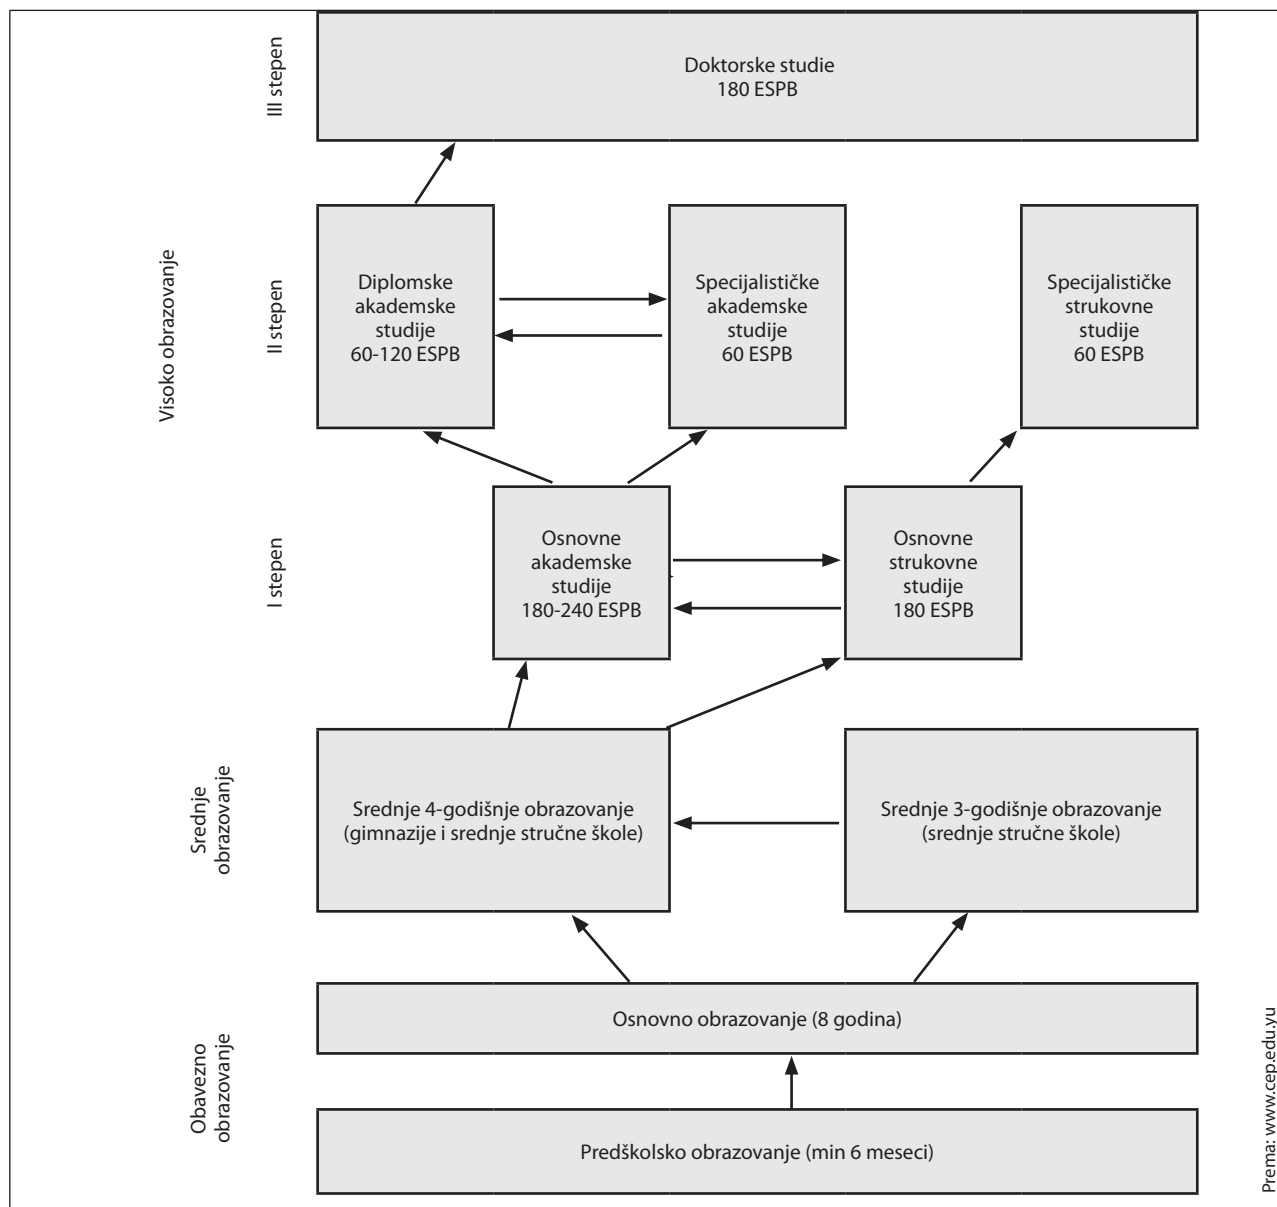 III stepen
Doktorske studie
180 ESPB
Visoko obrazovanje
II stepen
Diplomske
akademske
studije
60-120 ESPB
Specijalističke
akademske
studije
60 ESPB
Specijalističke
strukovne
studije
60 ESPB
I stepen
Osnovne
akademske
studije
180-240 ESPB
Osnovne
strukovne
studije
180 ESPB
Srednje
obrazovanje
Srednje 4-godišnje obrazovanje
(gimnazije i srednje stručne škole)
Srednje 3-godišnje obrazovanje
(srednje stručne škole)
Obavezno
obrazovanje
Osnovno obrazovanje (8 godina)
Predškolsko obrazovanje (min 6 meseci)
Prema: www.cep.edu.yu